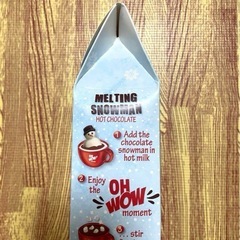 MELTING
SNOWMAN
HOT CHOCOLATE
1 Add the
chocolate
snowman in
hot milk
2 Enjoy
the
OH
WOW
moment
3
... stir